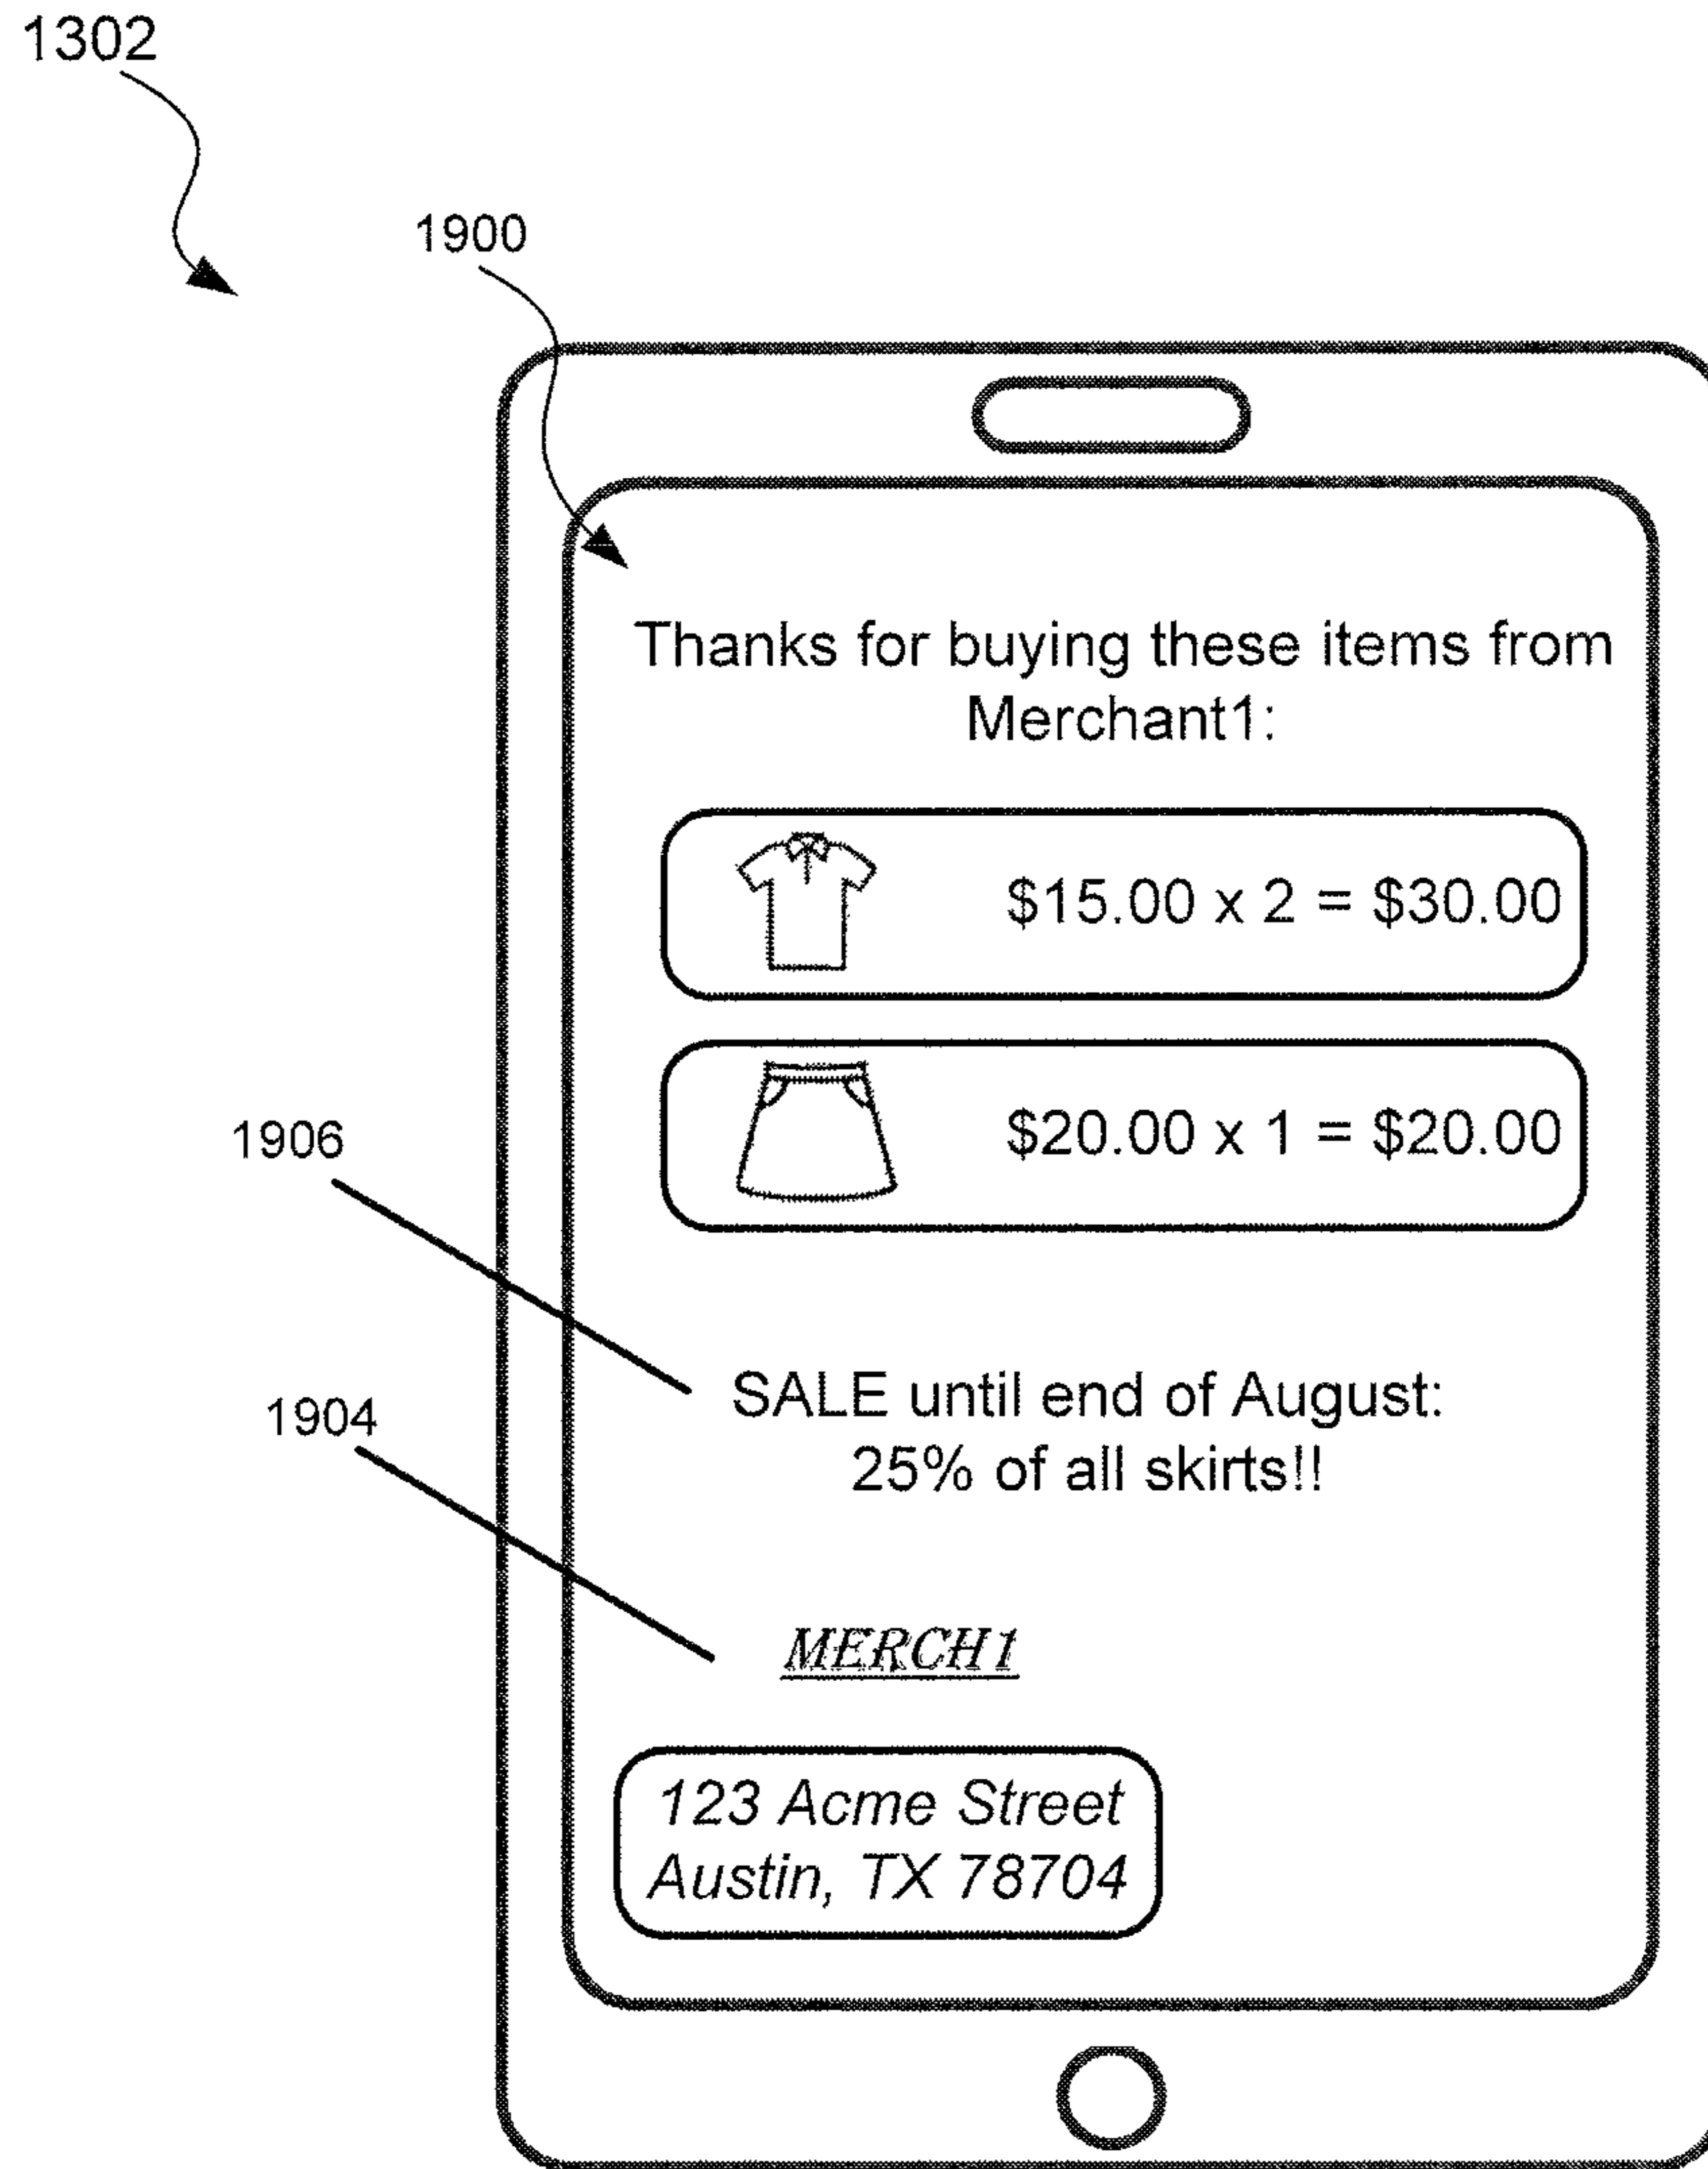 1302
1900
Thanks for buying these items from
Merchant1:
$15.00 x 2 = $30.00
$20.00 x 1 = $20.00
1906
SALE until end of August:
25% of all skirts!!
1904
MERCH1
123 Acme Street
Austin, TX 78704